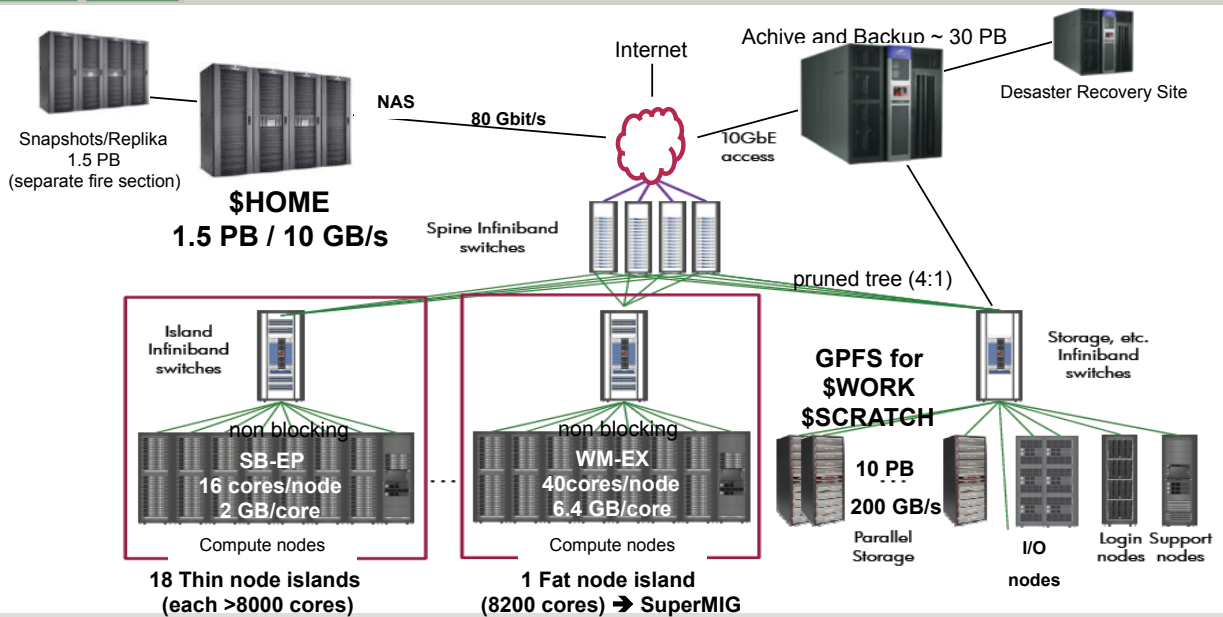 Internet
Achive and Backup ~ 30 PB
Desaster Recovery Site
NAS
80 Gbit/s
10GbE
access
Snapshots/Replika
1.5 PB
(separate fire section)
$HOME
1.5 PB / 10 GB/s
Spine Infiniband
switches
pruned tree (4:1)
Island
Infiniband
switches
Storage, etc.
Infiniband
switches
GPFS for
$WORK
$SCRATCH
non blocking
SB-EP
16 cores/node
2 GB/core
Compute nodes
....
non blocking
WM-EX
40cores/node
6.4 GB/core
Compute nodes
10 PB
....
200 GB/s
Parallel
Storage
I/O
nodes
Login
nodes
Support
nodes
18 Thin node islands
(each >8000 cores)
1 Fat node island
(8200 cores) ➔ SuperMIG